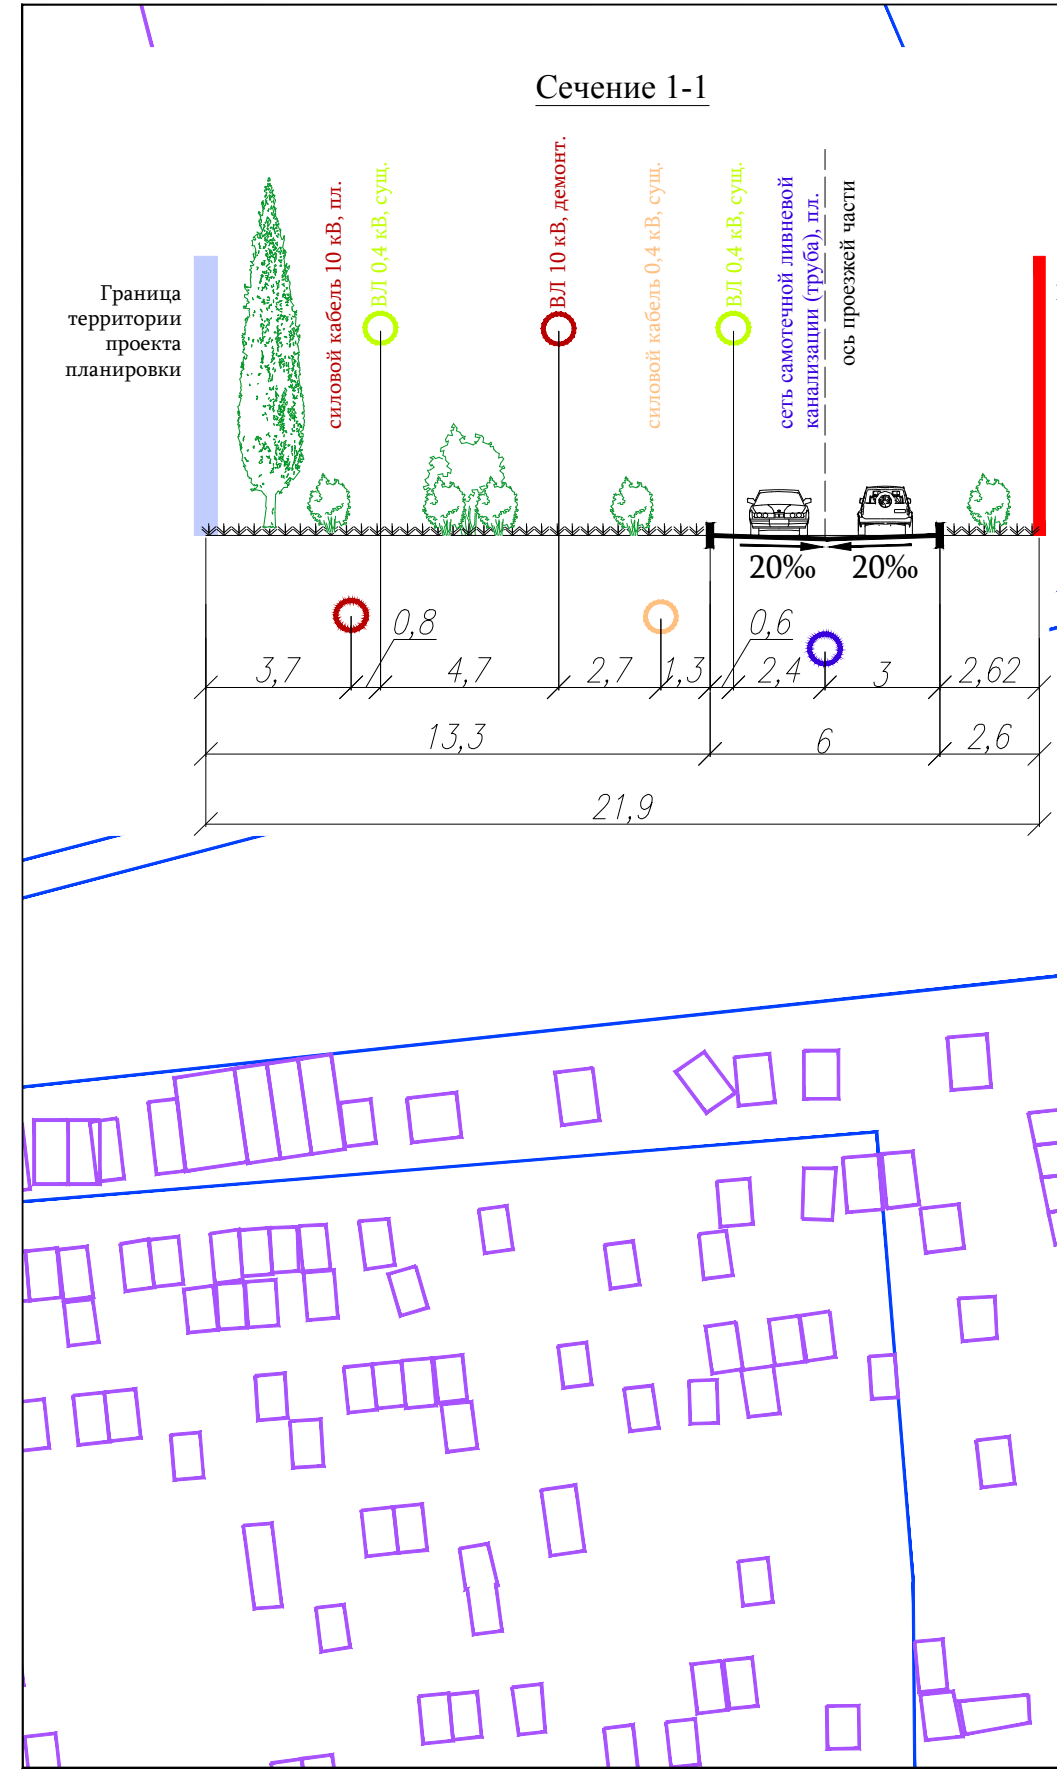 Сечение 1-1
Граница
территории
проекта
планировки
силовой кабель 10 кВ, пл.
ВЛ 0,4 кВ, сущ.
ВЛ 10 кВ, демонт.
силовой кабель 0,4 кВ, сущ.
ВЛ 0,4 кВ, сущ.
сеть самотечной ливневой
канализации (труба), пл.
ось проезжей части
20‰ 20‰
0,8 0,6
3,7 4,7 2,7 1,3 2,4 3 2,62
13,3 6 2,6
21,9